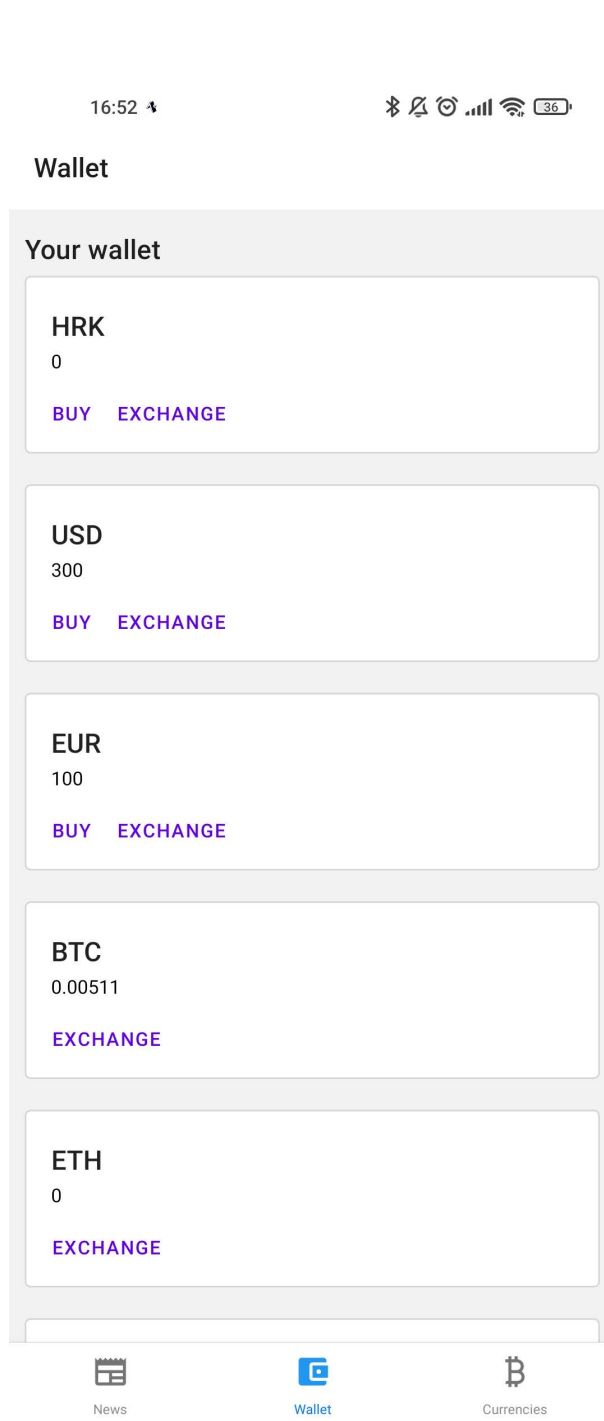 16:52
36
Wallet
Your wallet
HRK
0
BUY EXCHANGE
USD
300
BUY EXCHANGE
EUR
100
BUY EXCHANGE
BTC
0.00511
EXCHANGE
ETH
0
EXCHANGE
News Wallet Currencies